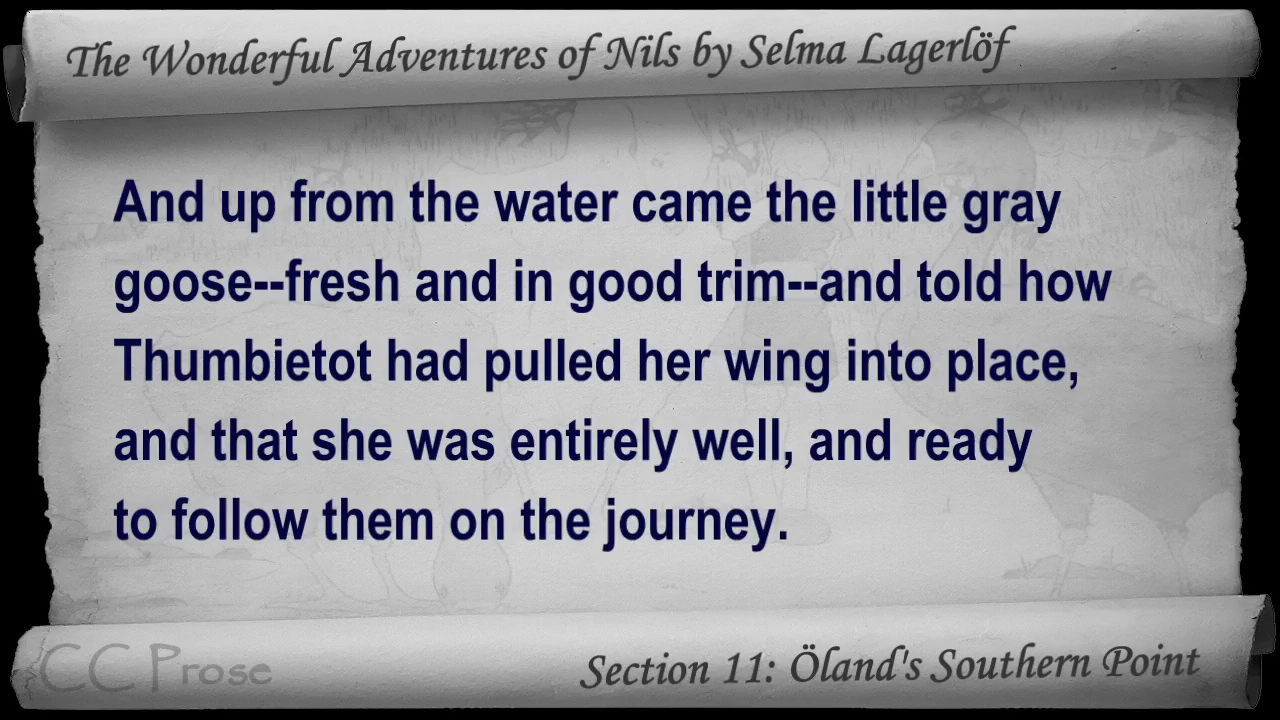 The Wonderful Adventures of Nils by Selma Lagerlöf
And up from the water came the little gray
goose--fresh and in good trim--and told how
Thumbietot had pulled her wing into place,
and that she was entirely well, and ready
to follow them on the journey.
CC Prose
Section 11: Öland's Southern Point